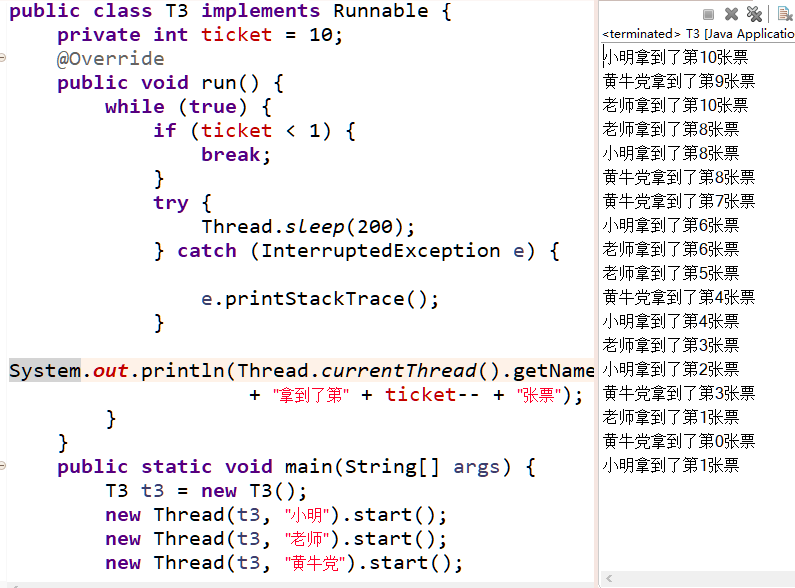 public class T3 implements Runnable {
private int ticket = 10;
@Override
public void run() {
while (true) {
if (ticket < 1) {
break;
}
try {
Thread.sleep(200);
} catch (InterruptedException e) {
e.printStackTrace();
}
System.out.println(Thread.currentThread().getName
+ "拿到了第" + ticket-- + "张票");
}
}
public static void main(String[] args) {
T3 t3 = new T3();
new Thread(t3, "小明").start();
new Thread(t3, "老师").start();
new Thread(t3, "黄牛党").start();
<terminated> T3 [Java Applicatio
小明拿到了第10张票
黄牛党拿到了第9张票
老师拿到了第10张票
老师拿到了第8张票
小明拿到了第8张票
黄牛党拿到了第8张票
黄牛党拿到了第7张票
小明拿到了第6张票
老师拿到了第6张票
老师拿到了第5张票
黄牛党拿到了第4张票
小明拿到了第4张票
老师拿到了第3张票
小明拿到了第2张票
黄牛党拿到了第3张票
老师拿到了第1张票
黄牛党拿到了第0张票
小明拿到了第1张票